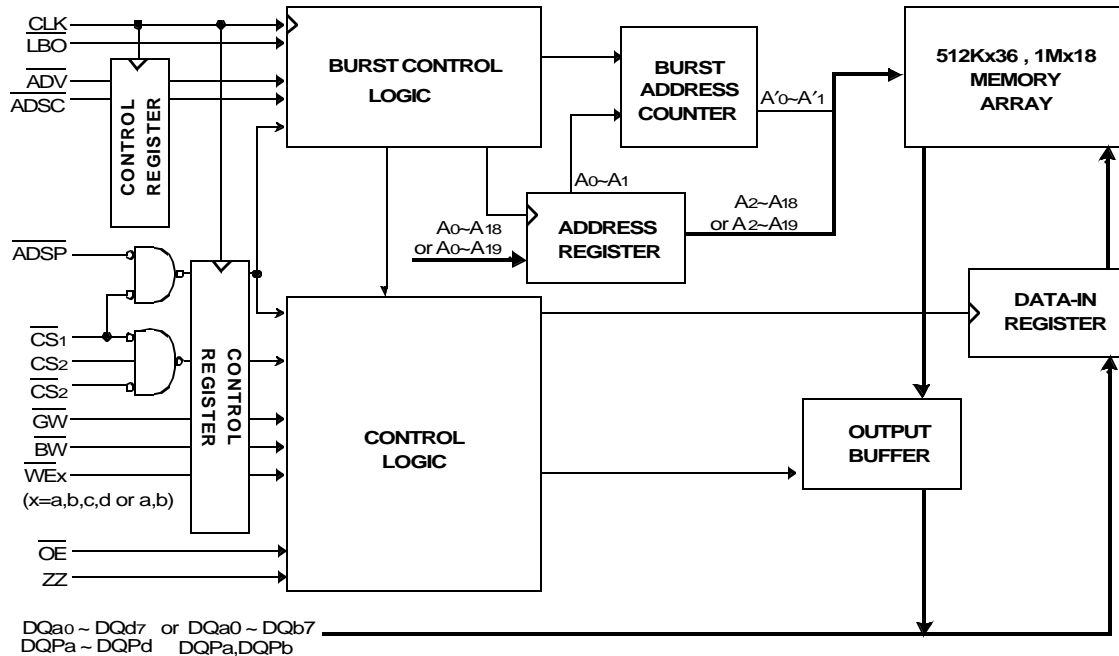 CLK
LBO
ADV
ADSC
CONTROL
REGISTER
BURST CONTROL
LOGIC
BURST
ADDRESS
COUNTER
A′0~A′1
512Kx36 , 1Mx18
MEMORY
ARRAY
A0~A1
A0~A18
or A0~A19
ADDRESS
REGISTER
A2~A18
or A2~A19
ADSP
CS1
CS2
CS2
GW
BW
WEx
(x=a,b,c,d or a,b)
CONTROL
REGISTER
CONTROL
LOGIC
DATA-IN
REGISTER
OUTPUT
BUFFER
OE
ZZ
DQa0 ~ DQd7 or DQa0 ~ DQb7
DQPa ~ DQPd DQPa,DQPb